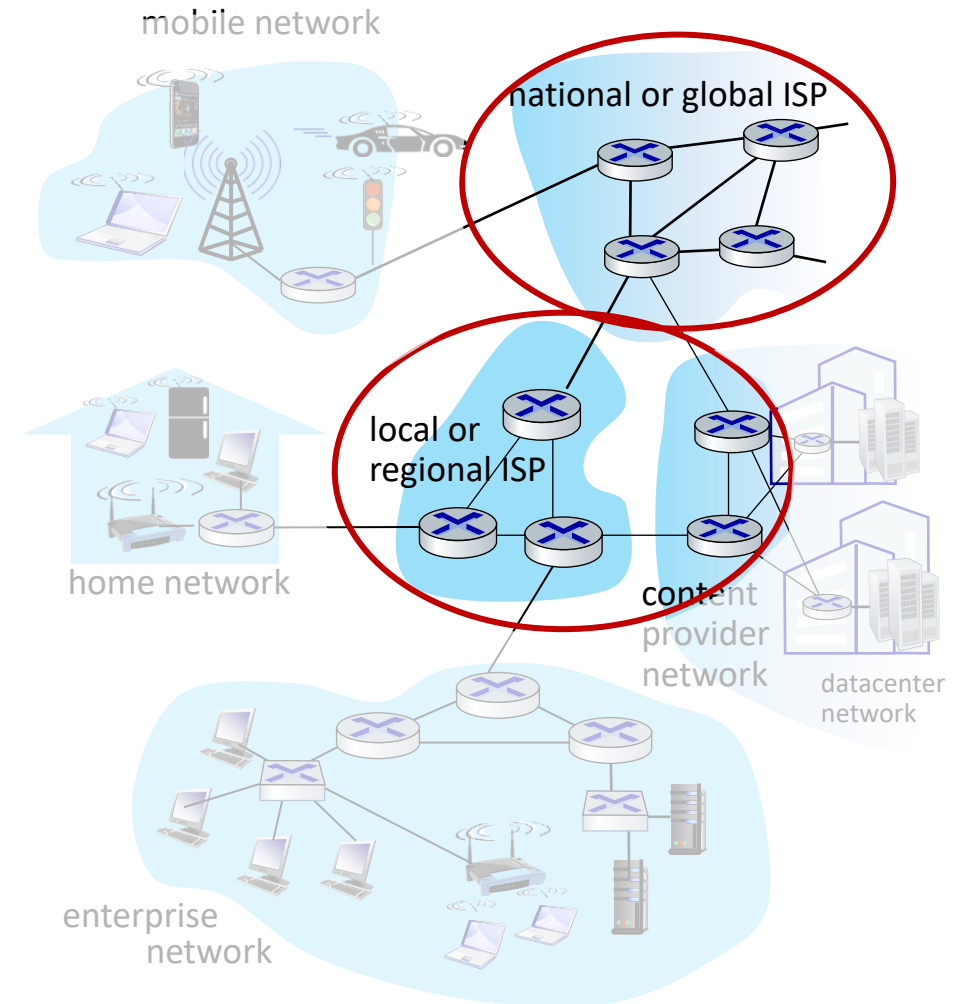 mobile network
national or global ISP
local or
regional ISP
home network
content
provider
network
datacenter
network
enterprise
network